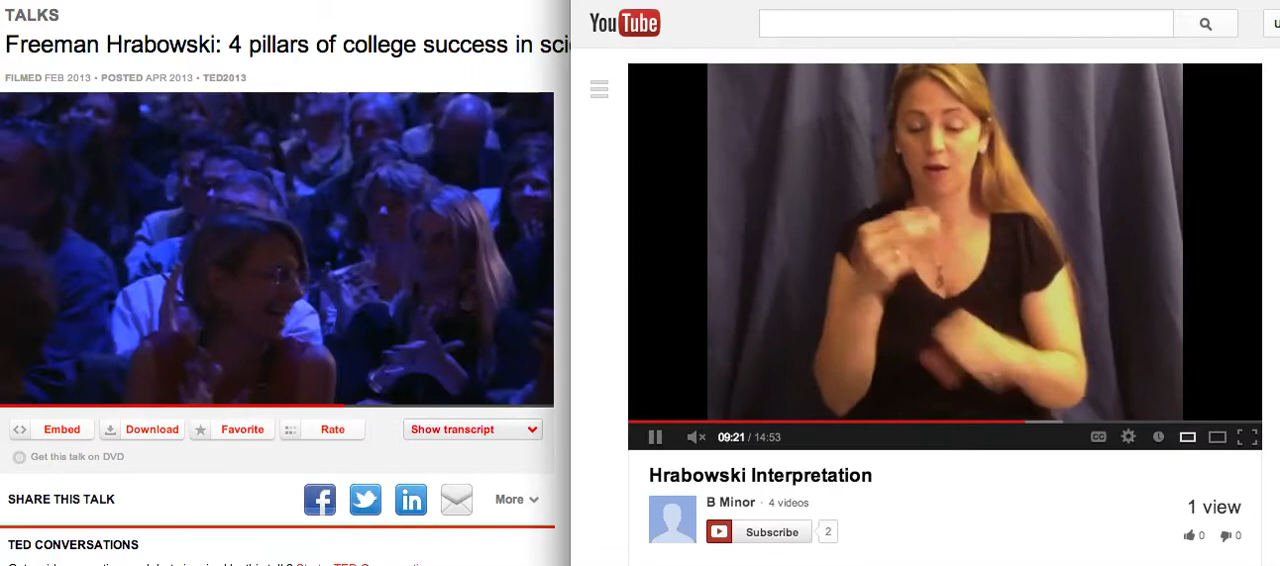 TALKS
Freeman Hrabowski: 4 pillars of college success in sci
FILMED FEB 2013 • POSTED APR 2013 • TED2013
Embed
Download
Favorite
Rate
Show transcript
Get this talk on DVD
SHARE THIS TALK
More
TED CONVERSATIONS
YouTube
CC
09:21 / 14:53
Hrabowski Interpretation
B Minor · 4 videos
Subscribe
2
1 view
0
0